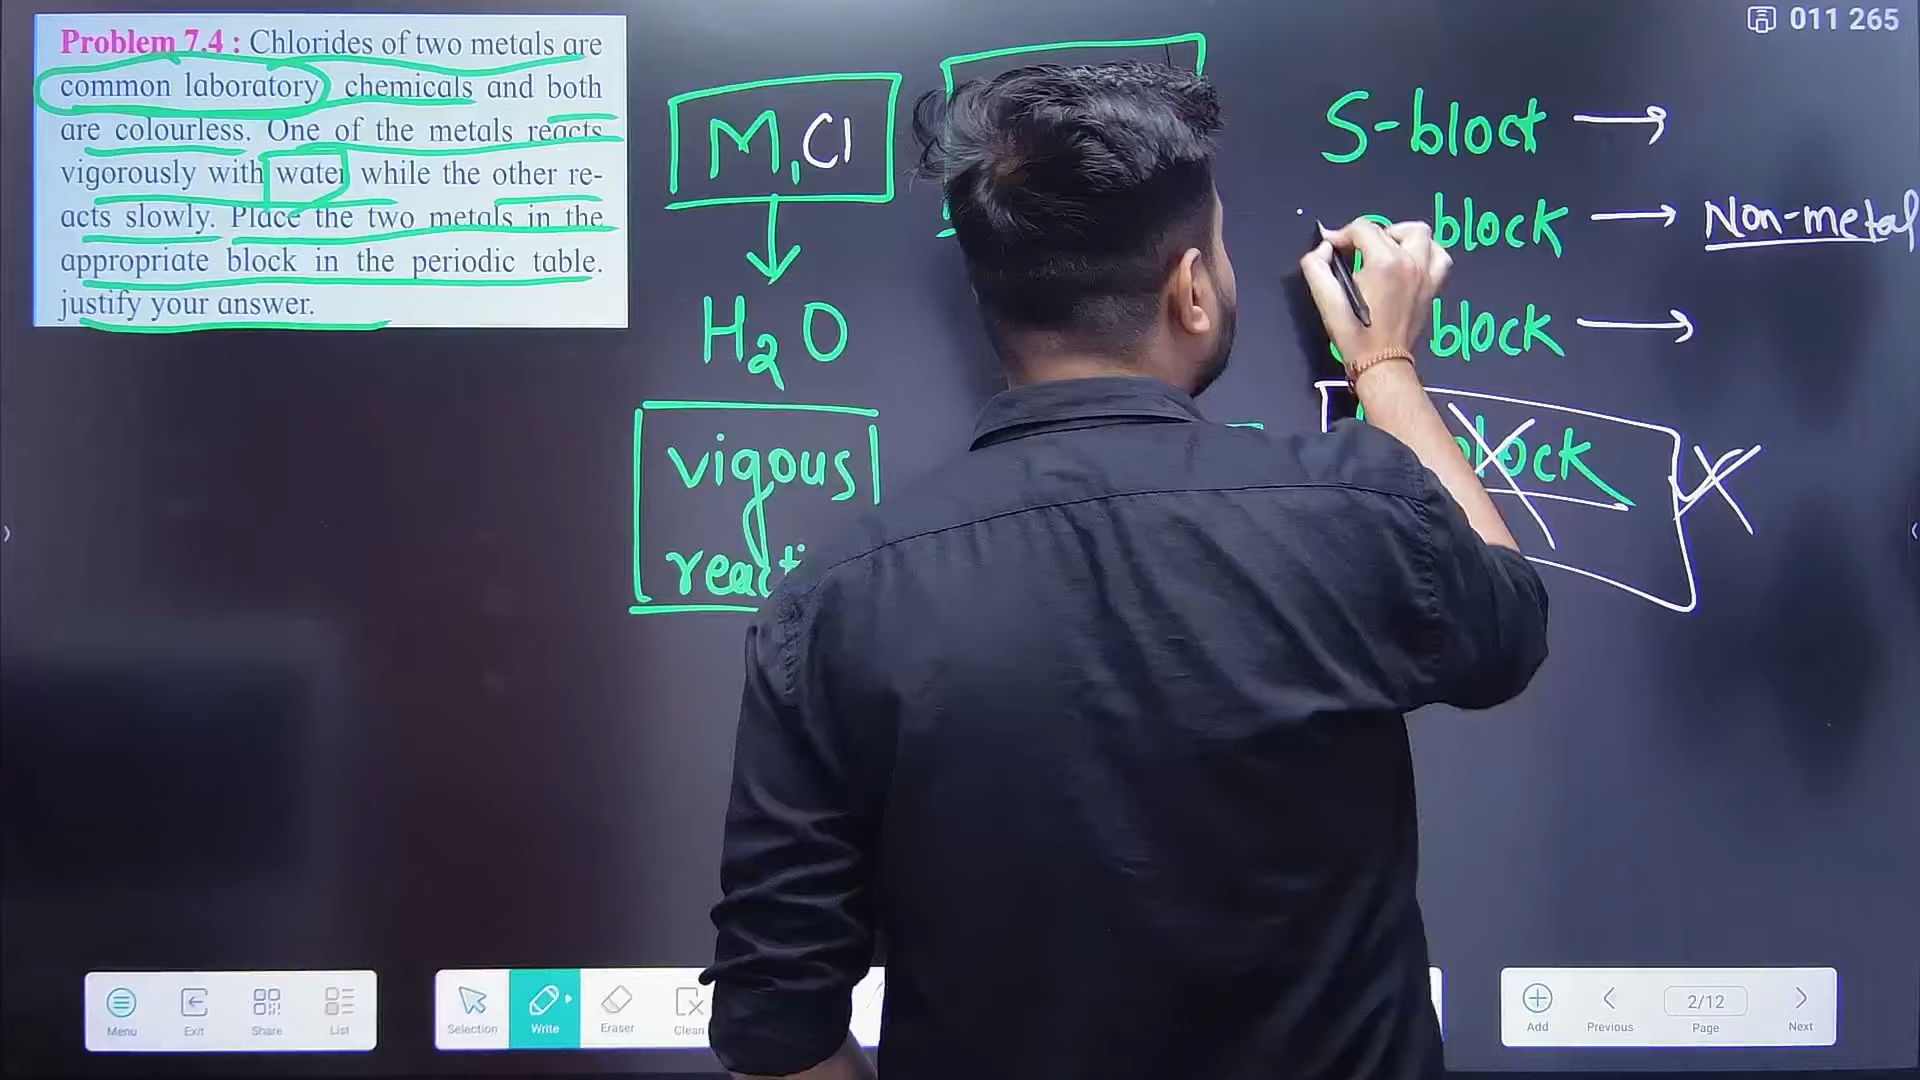 011 265
Problem 7.4 : Chlorides of two metals are
common laboratory chemicals and both
are colourless. One of the metals reacts
vigorously with water while the other re-
acts slowly. Place the two metals in the
appropriate block in the periodic table.
justify your answer.
M, Cl
H2O
vigous
react
S-block
block Non-metal
block
block
Menu
Exit
Share
List
Selection
Write
Eraser
Clean
Add
Previous
2/12
Page
Next